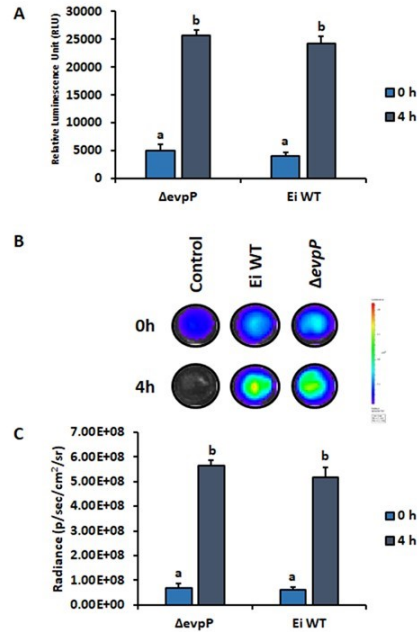 A
Relative Luminescence Unit (RLU)
30000
25000
20000
15000
10000
5000
0
a
b
a
b
ΔevpP
Ei WT
0 h
4 h
B
Control
Ei WT
ΔevpP
0h
4h
C
Radiance (p/sec/cm²/sr)
7.00E+08
6.00E+08
5.00E+08
4.00E+08
3.00E+08
2.00E+08
1.00E+08
0.00E+00
a
b
a
b
ΔevpP
Ei WT
0 h
4 h